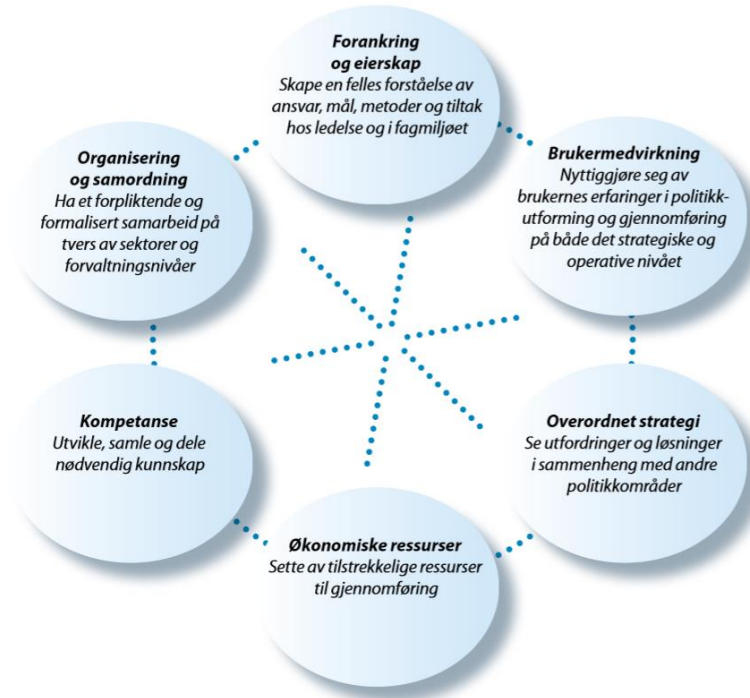 Forankring
og eierskap
Skape en felles forståelse av
ansvar, mål, metoder og tiltak
hos ledelse og i fagmiljøet
Brukermedvirkning
Nyttiggjøre seg av
brukernes erfaringer i politikk-
utforming og gjennomføring
på både det strategiske og
operative nivået
Overordnet strategi
Se utfordringer og løsninger
i sammenheng med andre
politikkområder
Økonomiske ressurser
Sette av tilstrekkelige ressurser
til gjennomføring
Kompetanse
Utvikle, samle og dele
nødvendig kunnskap
Organisering
og samordning
Ha et forpliktende og
formalisert samarbeid på
tvers av sektorer og
forvaltningsnivåer